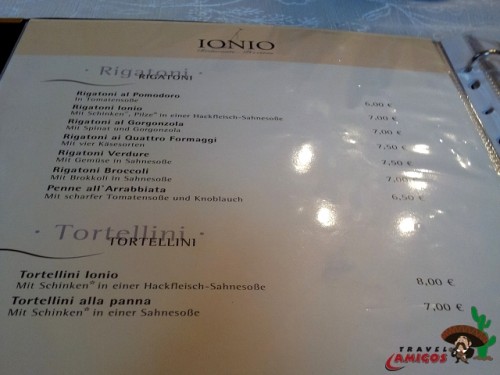 IONIO
Rigatoni
RIGATONI
Rigatoni al Pomodoro
In Tomatensoße 6,00 €
Rigatoni Ionio
Mit Schinken, Pilze in einer Hackfleisch-Sahnesoße 7,00 €
Rigatoni al Gorgonzola
Mit Spinat und Gorgonzola 7,00 €
Rigatoni ai Quattro Formaggi
Mit vier Käsesorten 7,50 €
Rigatoni Verdure
Mit Gemüse in Sahnesoße 7,50 €
Rigatoni Broccoli
Mit Brokkoli in Sahnesoße 7,00 €
Penne all'Arrabbiata
Mit scharfer Tomatensoße und Knoblauch 6,50 €
Tortellini
TORTELLINI
Tortellini Ionio
Mit Schinken® in einer Hackfleisch-Sahnesoße 8,00 €
Tortellini alla panna
Mit Schinken® in einer Sahnesoße 7,00 €
TRAVEL
AMIGOS